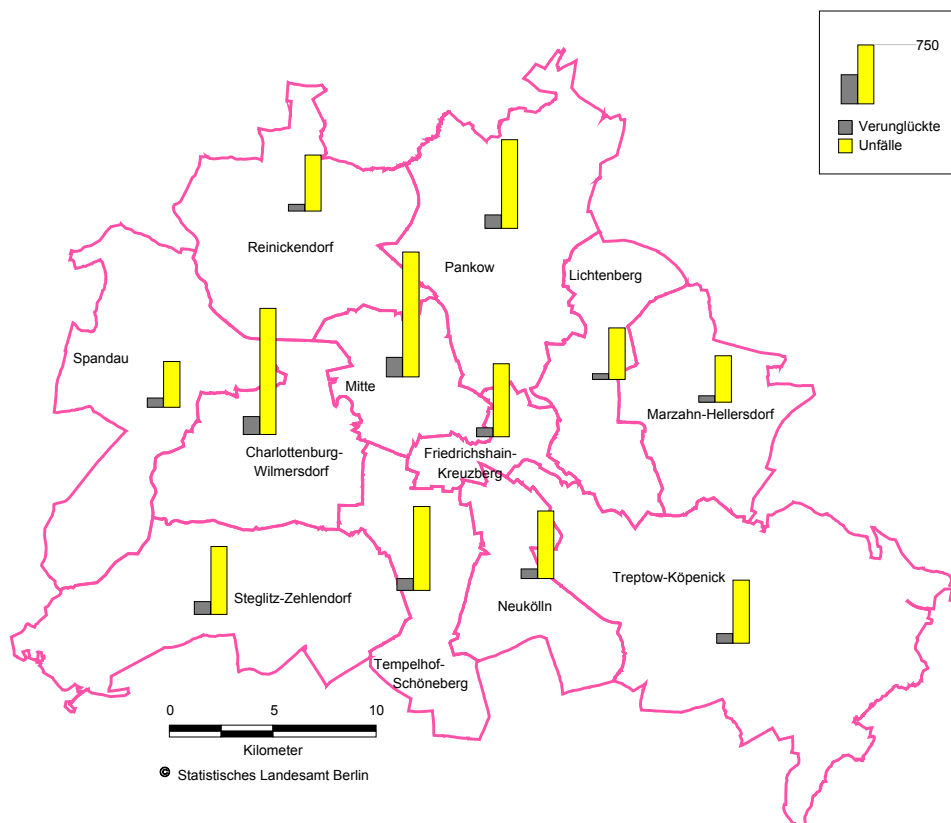 750
Verunglückte
Unfälle
Reinickendorf
Pankow
Lichtenberg
Spandau
Mitte
Marzahn-Hellersdorf
Charlottenburg-
Wilmersdorf
Friedrichshain-
Kreuzberg
Treptow-Köpenick
Steglitz-Zehlendorf
Neukölln
Tempelhof-
Schöneberg
0 5 10
Kilometer
© Statistisches Landesamt Berlin